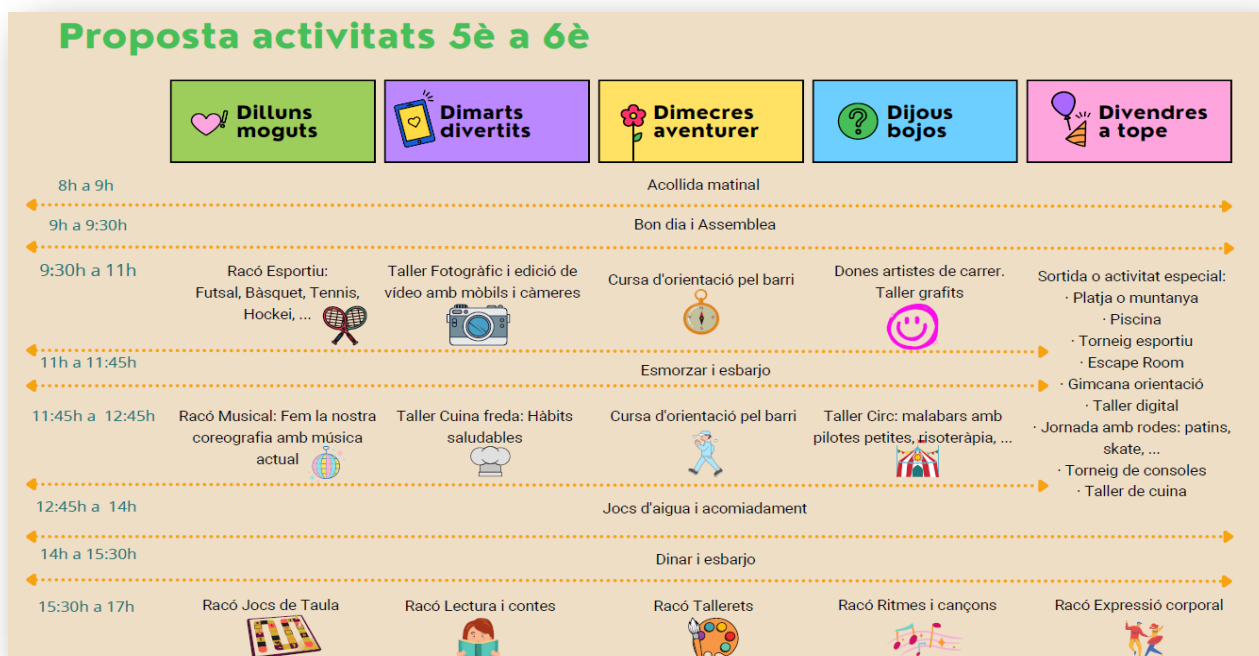 Proposta activitats 5è a 6è
Dilluns
moguts
Dimarts
divertits
Dimecres
aventurer
Dijous
bojos
Divendres
a tope
8h a 9h
Acollida matinal
9h a 9:30h
Bon dia i Assemblea
9:30h a 11h
Racó Esportiu:
Futsal, Bàsquet, Tennis,
Hockei, ...
Taller Fotogràfic i edició de
vídeo amb mòbils i càmeres
Cursa d'orientació pel barri
Dones artistes de carrer.
Taller grafits
Sortida o activitat especial:
· Platja o muntanya
· Piscina
· Torneig esportiu
· Escape Room
· Gimcana orientació
· Taller digital
· Jornada amb rodes: patins,
skate, ...
· Torneig de consoles
· Taller de cuina
11h a 11:45h
Esmorzar i esbarjo
11:45h a 12:45h
Racó Musical: Fem la nostra
coreografia amb música
actual
Taller Cuina freda: Hàbits
saludables
Cursa d'orientació pel barri
Taller Circ: malabars amb
pilotes petites, risoteràpia, ...
12:45h a 14h
Jocs d'aigua i acomiadament
14h a 15:30h
Dinar i esbarjo
15:30h a 17h
Racó Jocs de Taula
Racó Lectura i contes
Racó Tallerets
Racó Ritmes i cançons
Racó Expressió corporal